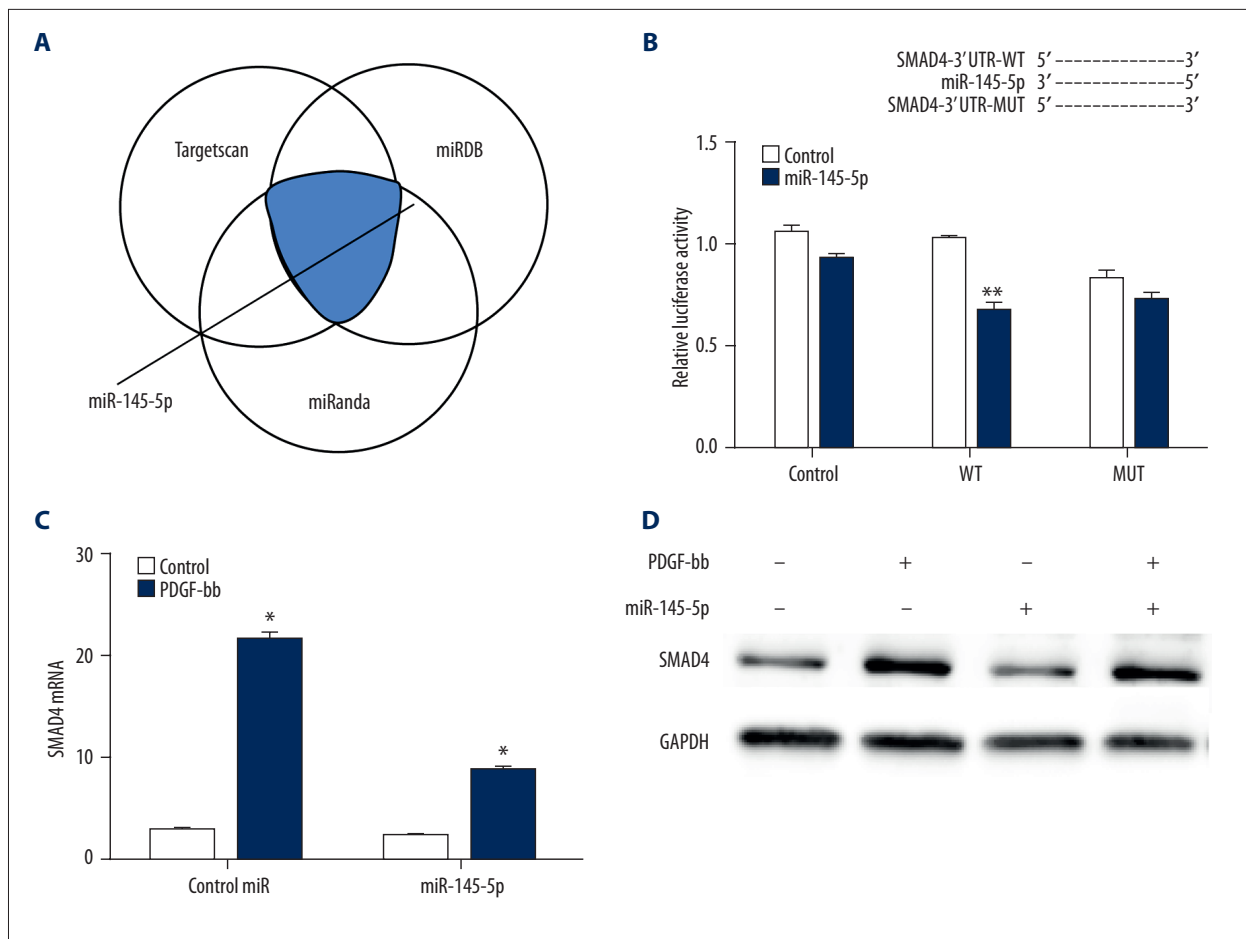 A
Targetscan
miRDB
miR-145-5p
miRanda
B
SMAD4-3′UTR-WT 5′ -------------3′
miR-145-5p 3′ -------------5′
SMAD4-3′UTR-MUT 5′ -------------3′
Relative luciferase activity
1.5
1.0
0.5
0.0
Control
miR-145-5p
**
Control WT MUT
C
SMAD4 mRNA
30
20
10
0
Control
PDGF-bb
*
*
Control miR miR-145-5p
D
PDGF-bb – + – +
miR-145-5p – – + +
SMAD4
GAPDH